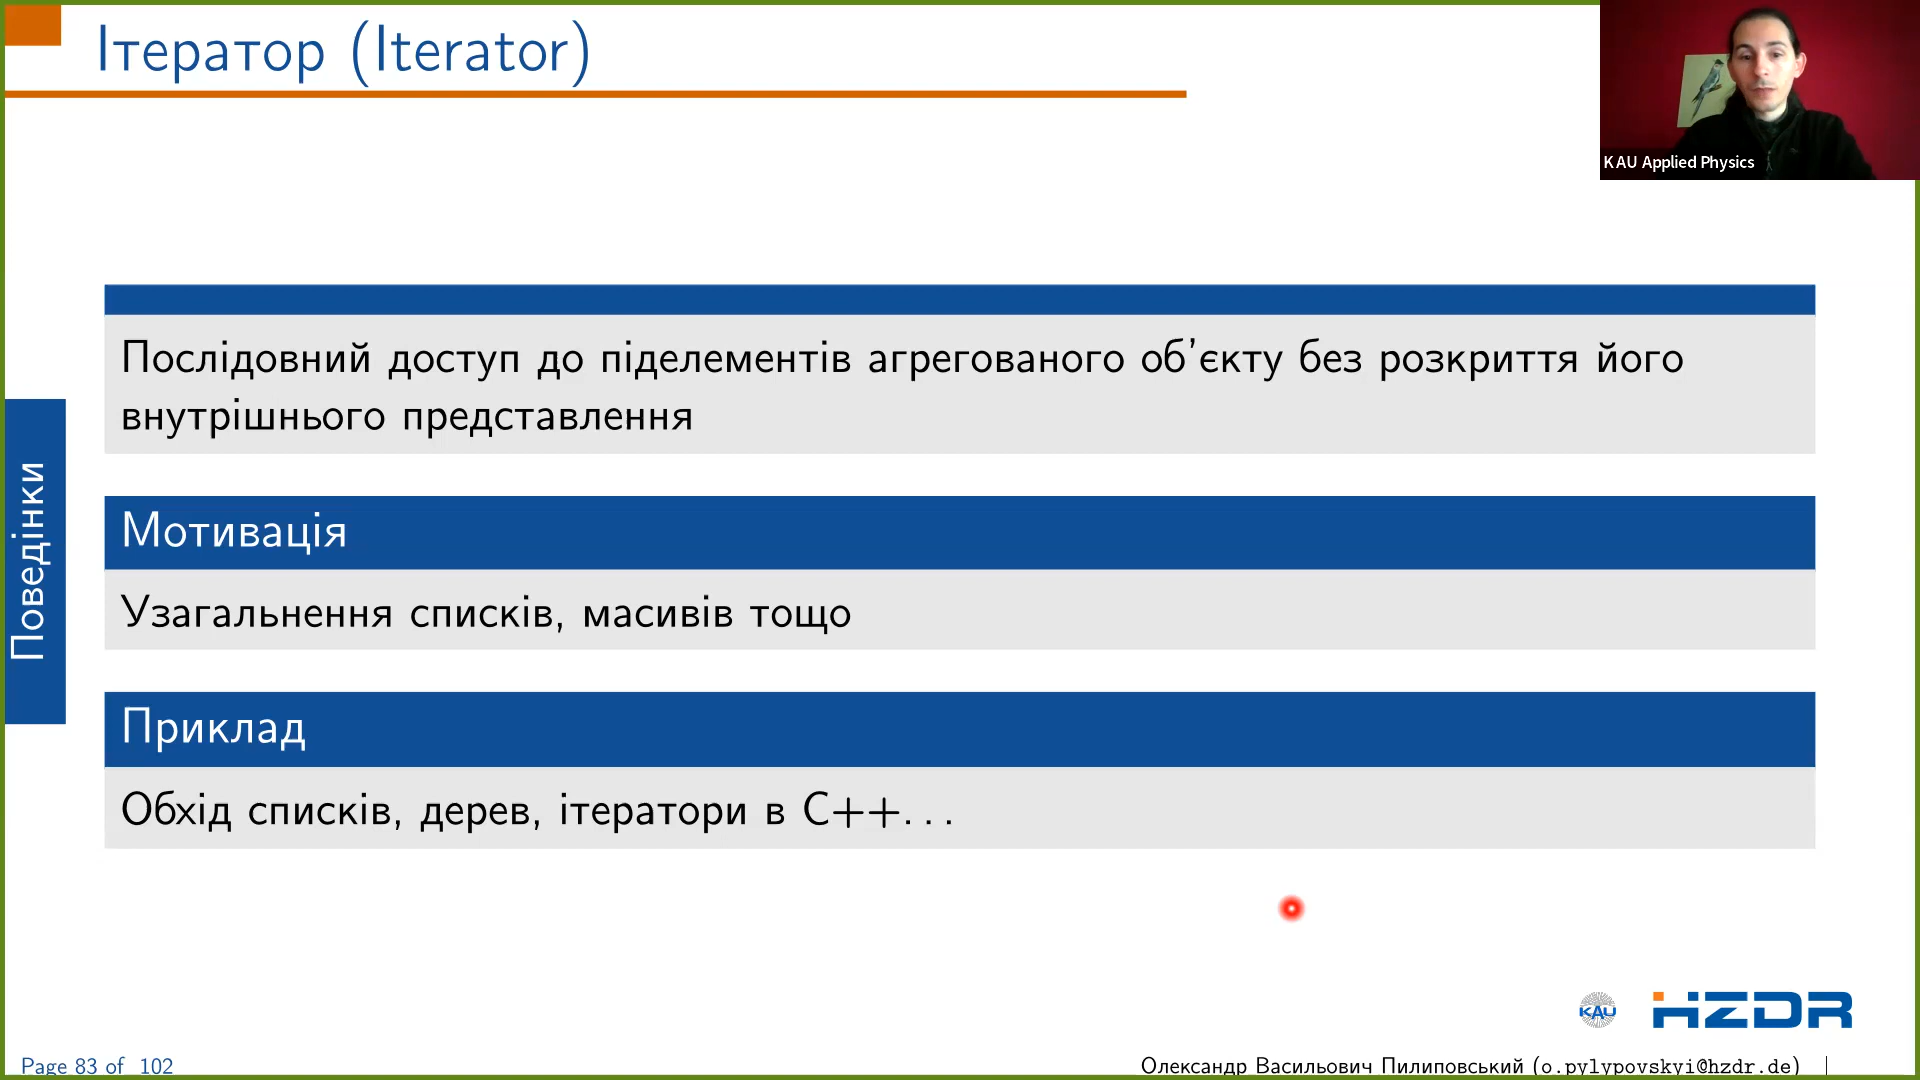 Ітератор (Iterator)
KAU Applied Physics
Послідовний доступ до піделементів агрегованого об'єкту без розкриття його
внутрішнього представлення
Поведінки
Мотивація
Узагальнення списків, масивів тощо
Приклад
Обхід списків, дерев, ітератори в C++...
KAU
HZDR
Page 83 of 102
Олександр Васильович Пилиповський (o.pylypovskyi@hzdr.de) |